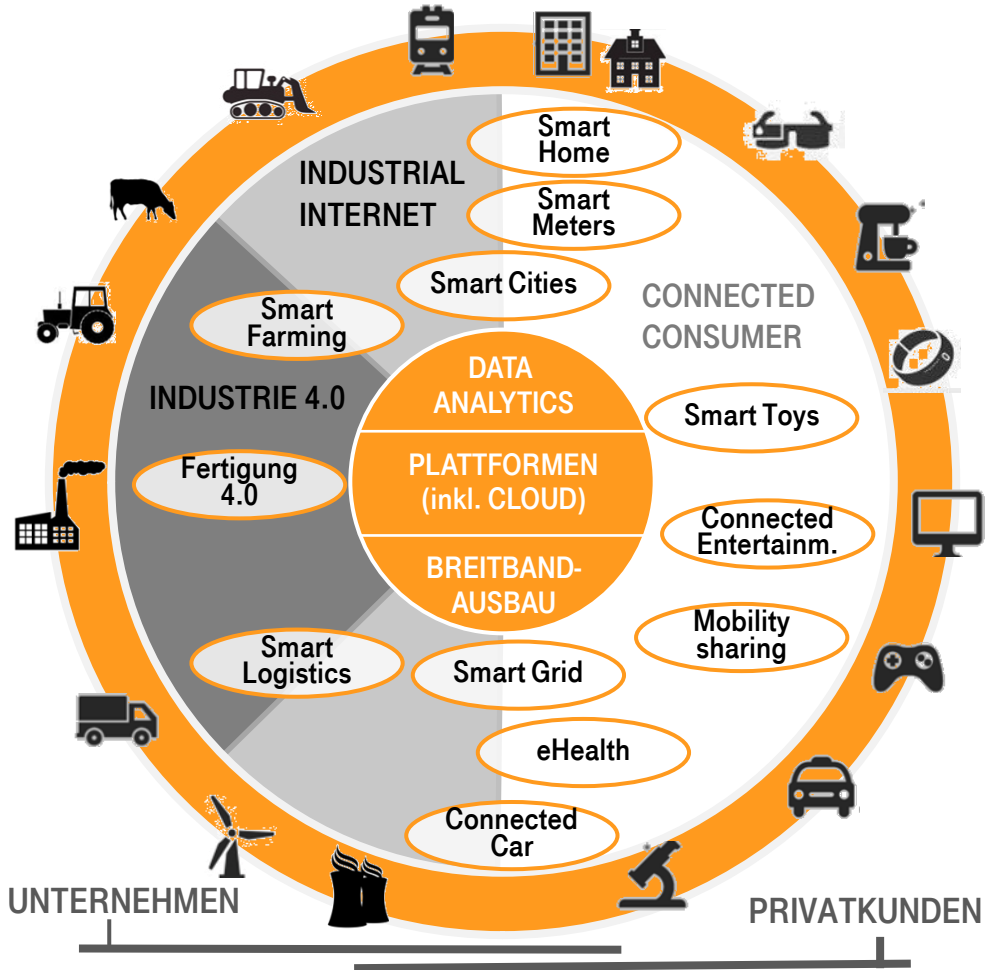 Smart
Home
INDUSTRIAL
INTERNET
Smart
Meters
Smart Cities
CONNECTED
CONSUMER
Smart
Farming
DATA
ANALYTICS
INDUSTRIE 4.0
Smart Toys
Fertigung
4.0
PLATTFORMEN
(inkl. CLOUD)
Connected
Entertainm.
BREITBAND-
AUSBAU
Mobility
sharing
Smart
Logistics
Smart Grid
eHealth
Connected
Car
UNTERNEHMEN
PRIVATKUNDEN